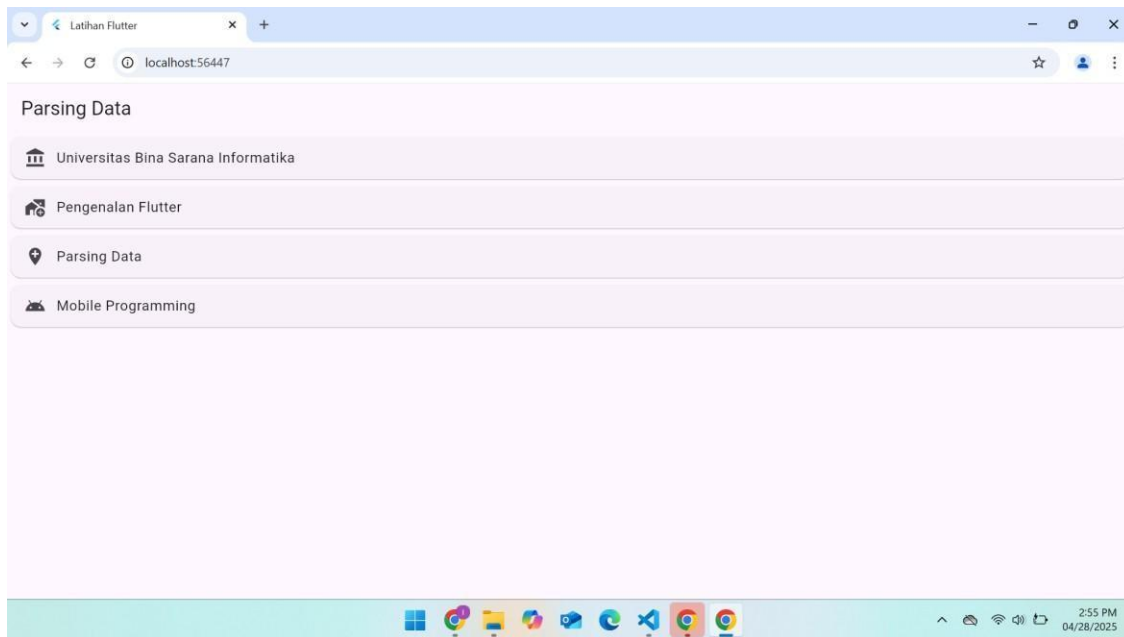 Latihan Flutter
localhost:56447
Parsing Data
Universitas Bina Sarana Informatika
Pengenalan Flutter
Parsing Data
Mobile Programming
2:55 PM
04/28/2025